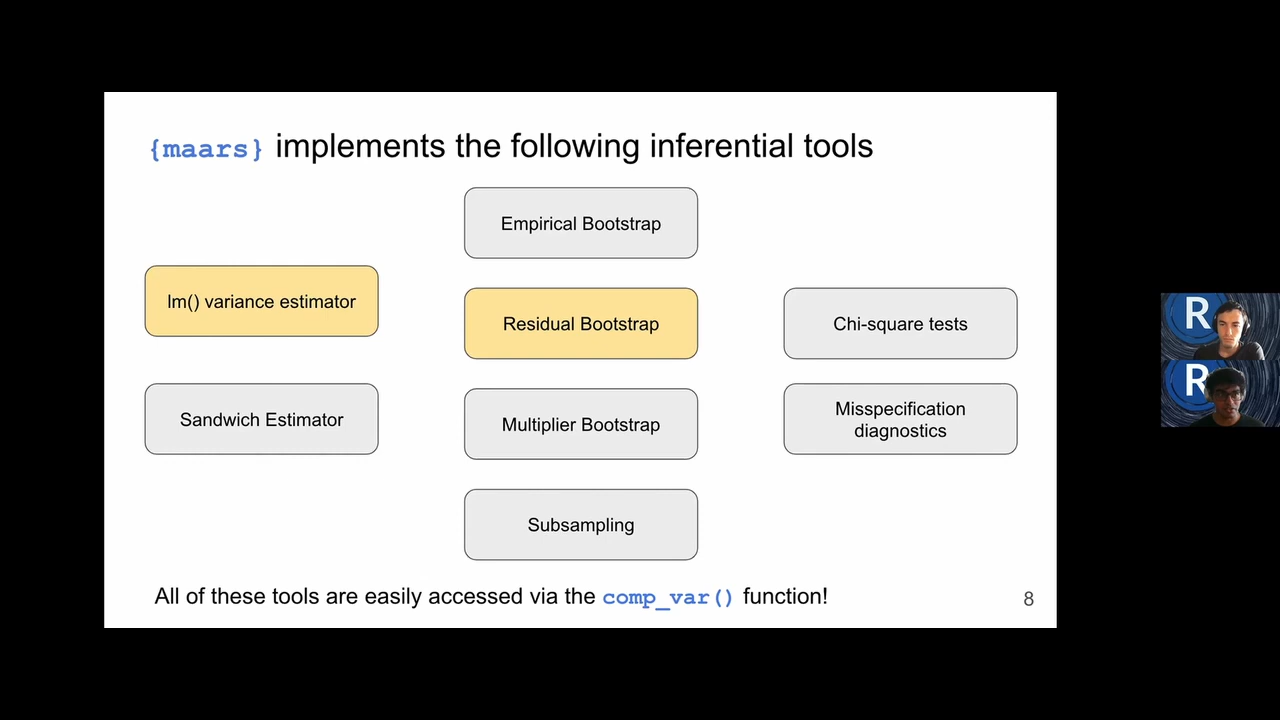 {maars} implements the following inferential tools
Empirical Bootstrap
lm() variance estimator
Residual Bootstrap
Chi-square tests
Sandwich Estimator
Multiplier Bootstrap
Misspecification
diagnostics
Subsampling
All of these tools are easily accessed via the comp_var() function!
8
R
R